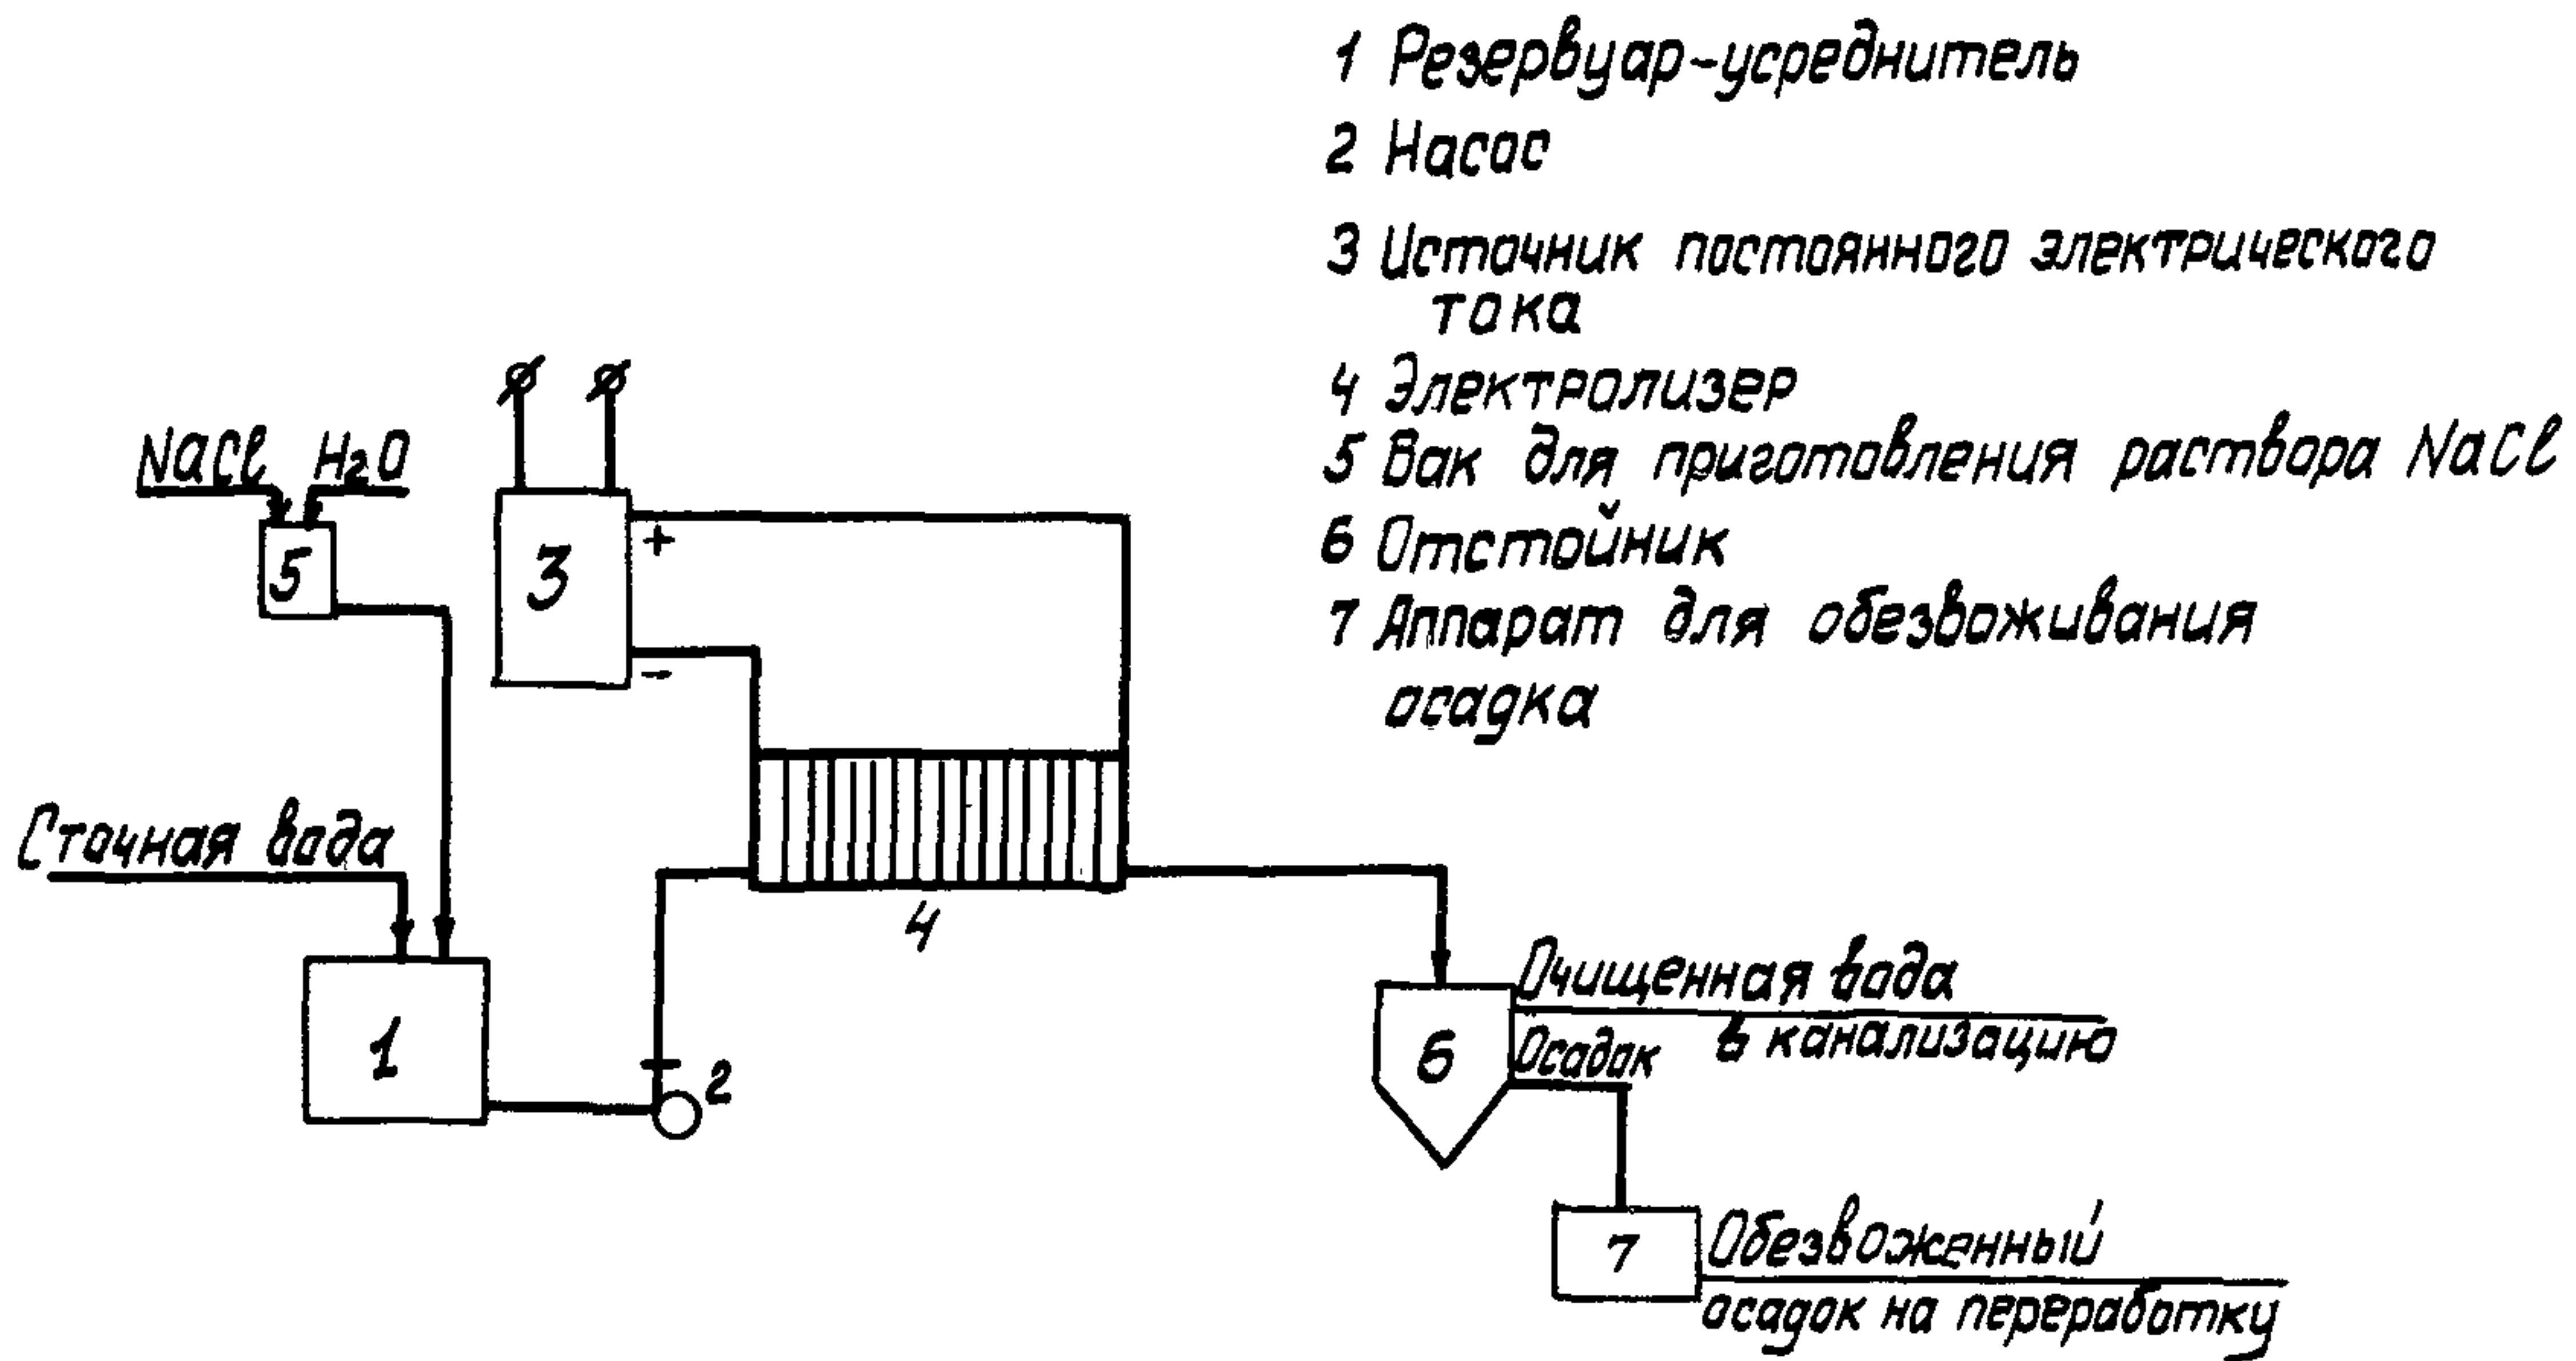 1 Резервуар-усреднитель
2 Насос
3 Источник постоянного электрического
тока
4 Электролизер
5 Бак для приготовления раствора NaCl
6 Отстойник
7 Аппарат для обезвоживания
осадка
NaCl H₂O
5
3
+
-
Сточная вода
4
1
2
Очищенная вода
в канализацию
6
Осадок
7
Обезвоженный
осадок на переработку